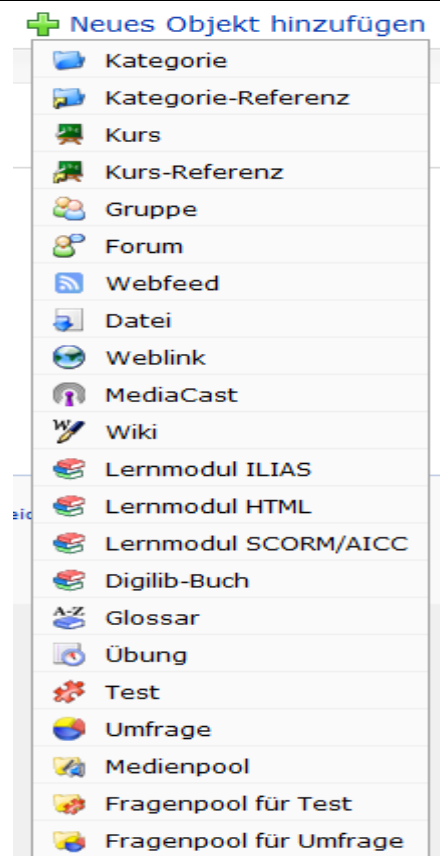 Neues Objekt hinzufügen
Kategorie
Kategorie-Referenz
Kurs
Kurs-Referenz
Gruppe
Forum
Webfeed
Datei
Weblink
MediaCast
Wiki
Lernmodul ILIAS
Lernmodul HTML
eic
Lernmodul SCORM/AICC
Digilib-Buch
A-Z
Glossar
Übung
Test
Umfrage
Medienpool
Fragenpool für Test
Fragenpool für Umfrage